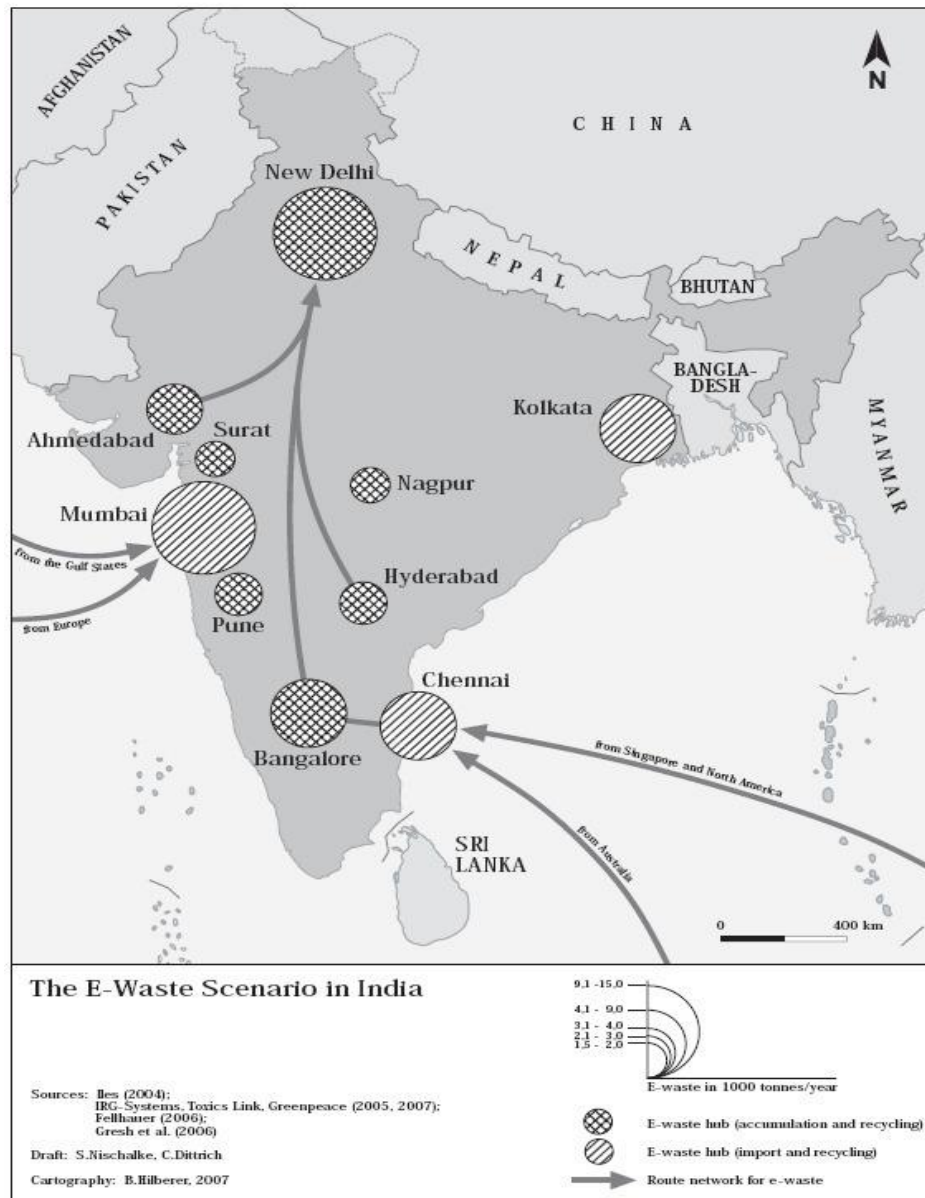 N
AFGHANISTAN
CHINA
PAKISTAN
New Delhi
NEPAL
BHUTAN
BANGLA-
DESH
Kolkata
MYANMAR
Ahmedabad
Surat
Nagpur
Mumbai
from the Gulf States
Hyderabad
Pune
from Europe
Chennai
Bangalore
from Singapore and North America
from Australia
SRI
LANKA
0 400 km
The E-Waste Scenario in India
9,1 -15,0
4,1 - 9,0
3,1 - 4,0
2,1 - 3,0
1,5 - 2,0
E-waste in 1000 tonnes/year
Sources: Iles (2004);
IRG-Systems, Toxics Link, Greenpeace (2005, 2007);
Fellhauer (2006);
Gresh et al. (2006)
Draft: S.Nischalke, C.Dittrich
Cartography: B.Hilberer, 2007
E-waste hub (accumulation and recycling)
E-waste hub (import and recycling)
Route network for e-waste